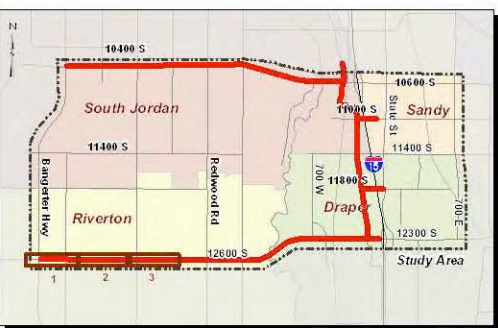 N
10400 S
10600 S
South Jordan
11000 S
State St
Sandy
Bangerter Hwy
11400 S
Redwood Rd
11400 S
15
700 W
11800 S
700 E
Riverton
Draper
12600 S
12300 S
Study Area
1
2
3